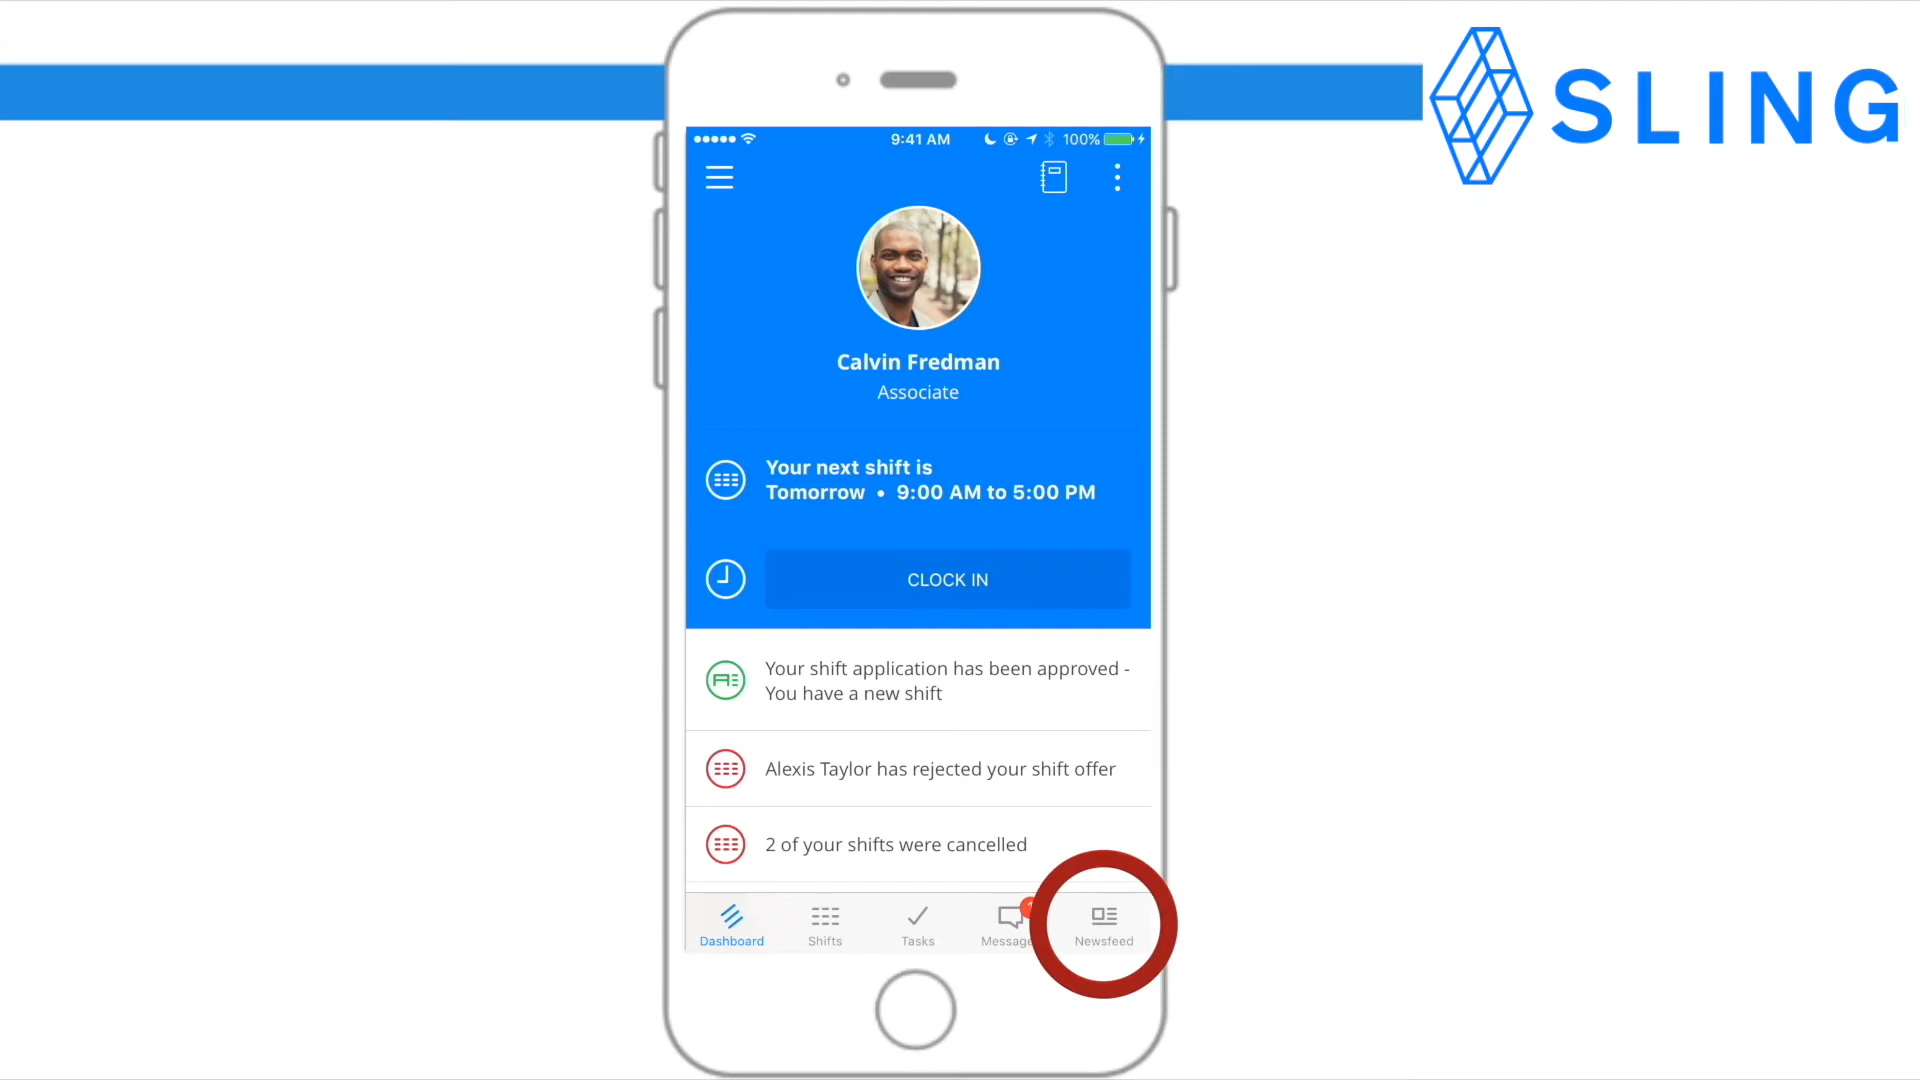 SLING
9:41 AM
100%
Calvin Fredman
Associate
Your next shift is
Tomorrow • 9:00 AM to 5:00 PM
CLOCK IN
Your shift application has been approved -
You have a new shift
Alexis Taylor has rejected your shift offer
2 of your shifts were cancelled
Dashboard
Shifts
Tasks
Message
Newsfeed